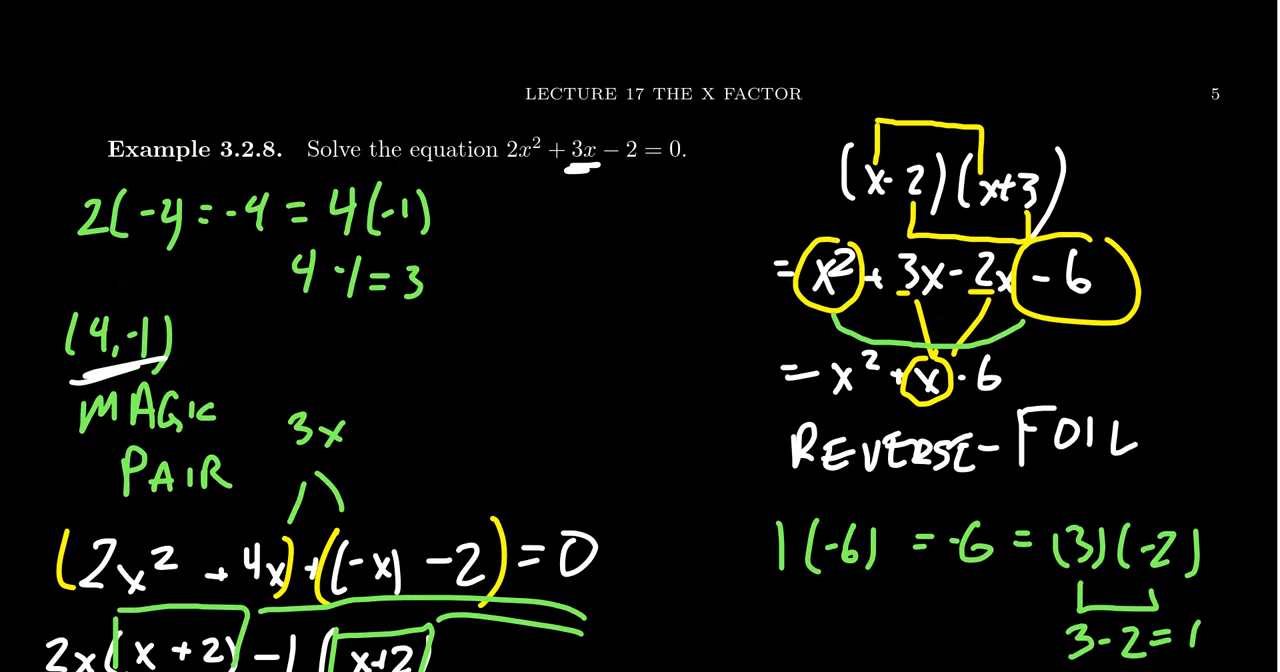 LECTURE 17 THE X FACTOR 5
Example 3.2.8. Solve the equation 2x² + 3x − 2 = 0.
2(-2) = -4 = 4(-1)
4 - 1 = 3
(4, -1)
MAGIC
PAIR
3x
(2x² + 4x) + ((-x) - 2) = 0
2x(x + 2) - 1(x+2)
(x - 2)(x+3)
= x² + 3x - 2x - 6
= x² + x - 6
REVERSE-FOIL
1(-6) = -6 = (3)(-2)
3 - 2 = 1